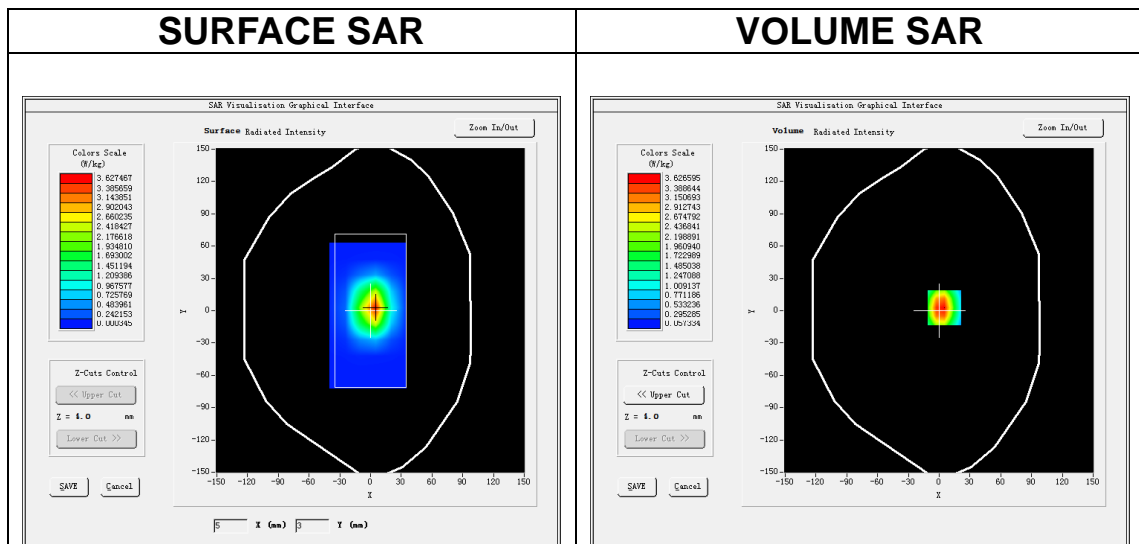 SURFACE SAR
VOLUME SAR
SAR Visualisation Graphical Interface
Surface Radiated Intensity
Zoom In/Out
Colors Scale
(W/kg)
3.627467
3.385659
3.143851
2.902043
2.660235
2.418427
2.176618
1.934810
1.693002
1.451194
1.209386
0.967577
0.725769
0.483961
0.242153
0.000345
150
120
90
60
30
0
-30
-60
-90
-120
-150
Y
-150 -120 -90 -60 -30 0 30 60 90 120 150
X
Z-Cuts Control
<< Upper Cut
Z = 4.0 mm
Lower Cut >>
SAVE Cancel
5 X (mm) 3 Y (mm)
SAR Visualisation Graphical Interface
Volume Radiated Intensity
Zoom In/Out
Colors Scale
(W/kg)
3.626595
3.388644
3.150693
2.912743
2.674792
2.436841
2.198891
1.960940
1.722989
1.485038
1.247088
1.009137
0.771186
0.533236
0.295285
0.057334
150
120
90
60
30
0
-30
-60
-90
-120
-150
Y
-150 -120 -90 -60 -30 0 30 60 90 120 150
X
Z-Cuts Control
<< Upper Cut
Z = 4.0 mm
Lower Cut >>
SAVE Cancel